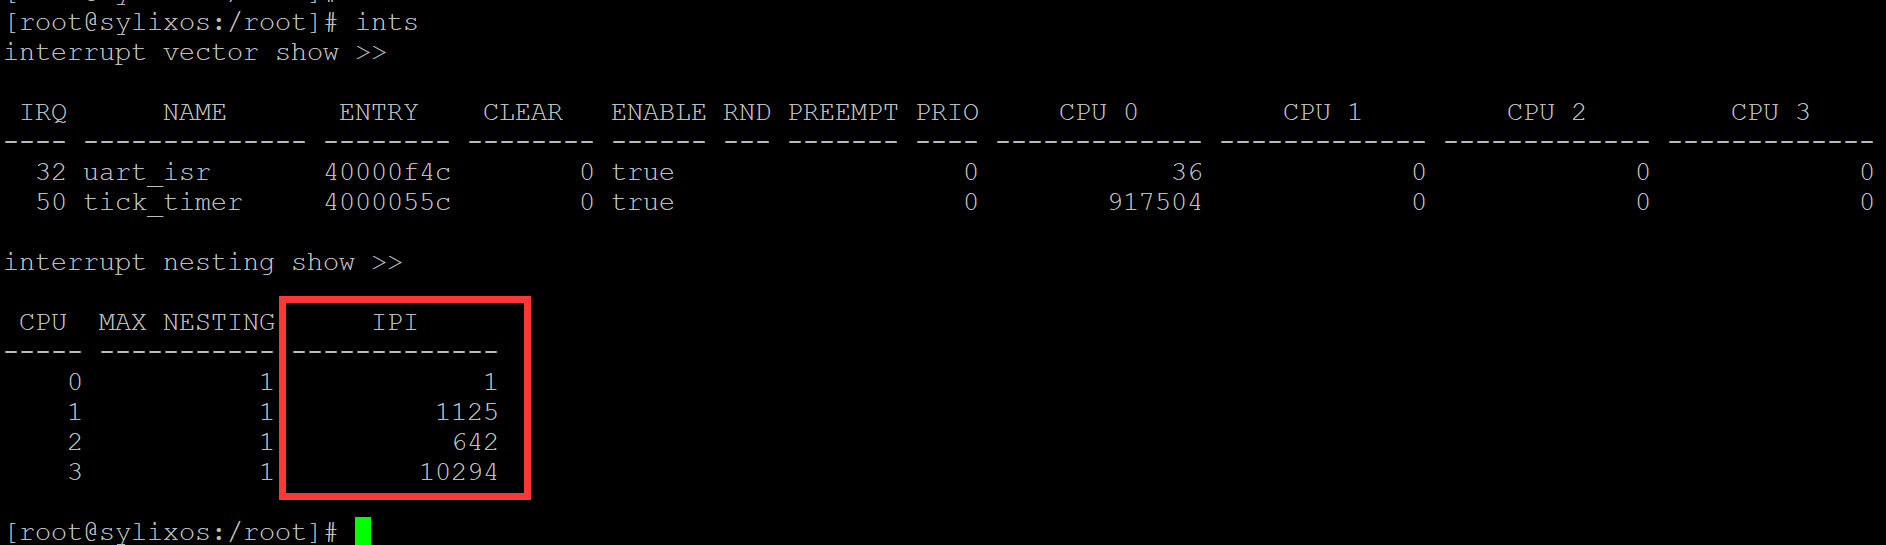 [root@sylixos:/root]# ints
interrupt vector show >>
 IRQ      NAME       ENTRY    CLEAR   ENABLE RND PREEMPT PRIO     CPU 0         CPU 1         CPU 2         CPU 3
---- -------------- -------- -------- ------ --- ------- ---- ------------- ------------- ------------- -------------
  32 uart_isr       40000f4c        0 true                  0            36             0             0             0
  50 tick_timer     4000055c        0 true                  0        917504             0             0             0
interrupt nesting show >>
 CPU  MAX NESTING      IPI
----- ----------- -------------
    0           1             1
    1           1          1125
    2           1           642
    3           1         10294
[root@sylixos:/root]#